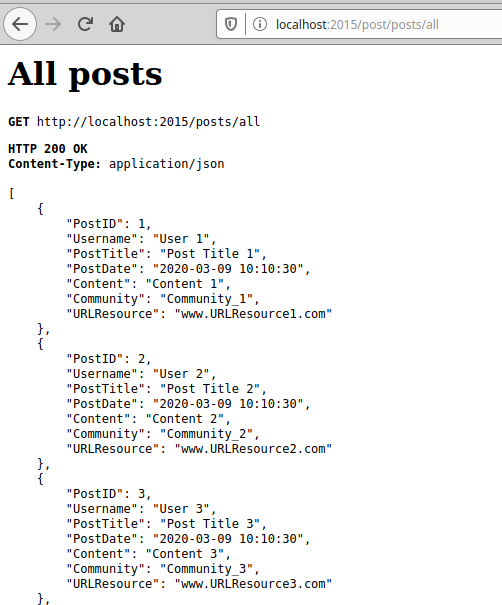 localhost:2015/post/posts/all
All posts
GET http://localhost:2015/posts/all
HTTP 200 OK
Content-Type: application/json
[
    {
        "PostID": 1,
        "Username": "User 1",
        "PostTitle": "Post Title 1",
        "PostDate": "2020-03-09 10:10:30",
        "Content": "Content 1",
        "Community": "Community_1",
        "URLResource": "www.URLResource1.com"
    },
    {
        "PostID": 2,
        "Username": "User 2",
        "PostTitle": "Post Title 2",
        "PostDate": "2020-03-09 10:10:30",
        "Content": "Content 2",
        "Community": "Community_2",
        "URLResource": "www.URLResource2.com"
    },
    {
        "PostID": 3,
        "Username": "User 3",
        "PostTitle": "Post Title 3",
        "PostDate": "2020-03-09 10:10:30",
        "Content": "Content 3",
        "Community": "Community_3",
        "URLResource": "www.URLResource3.com"
    },